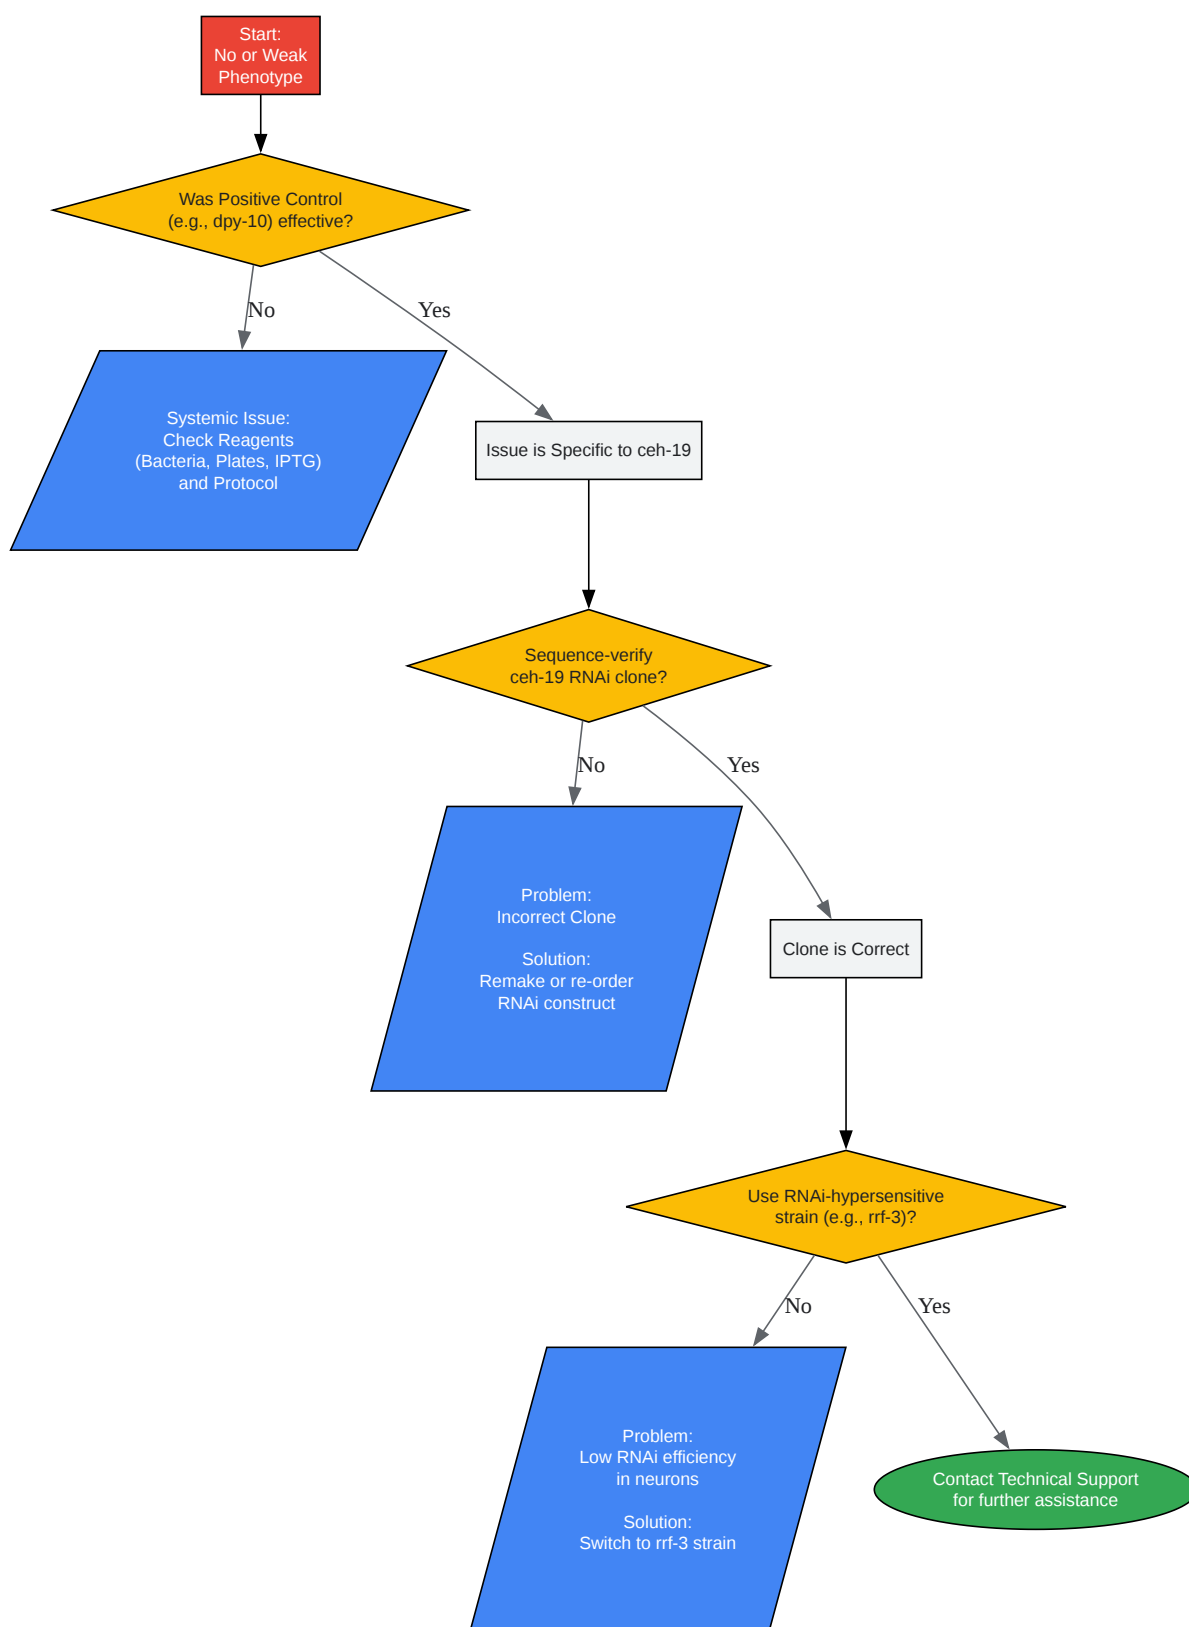 Start:
No or Weak
Phenotype
Was Positive Control
(e.g., dpy-10) effective?
No
Yes
Systemic Issue:
Check Reagents
(Bacteria, Plates, IPTG)
and Protocol
Issue is Specific to ceh-19
Sequence-verify
ceh-19 RNAi clone?
No
Yes
Problem:
Incorrect Clone
Solution:
Remake or re-order
RNAi construct
Clone is Correct
Use RNAi-hypersensitive
strain (e.g., rrf-3)?
No
Yes
Problem:
Low RNAi efficiency
in neurons
Solution:
Switch to rrf-3 strain
Contact Technical Support
for further assistance